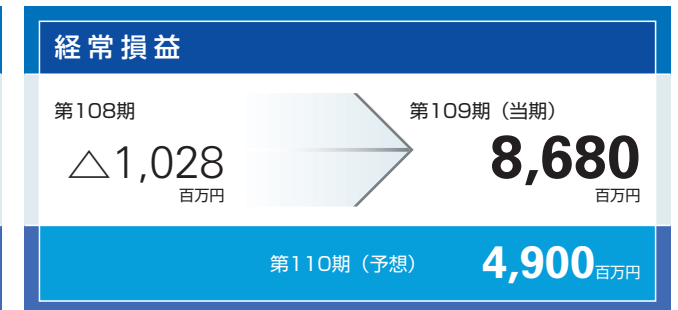 経常損益
第108期
△1,028
百万円
第109期（当期）
8,680
百万円
第110期（予想） 4,900百万円